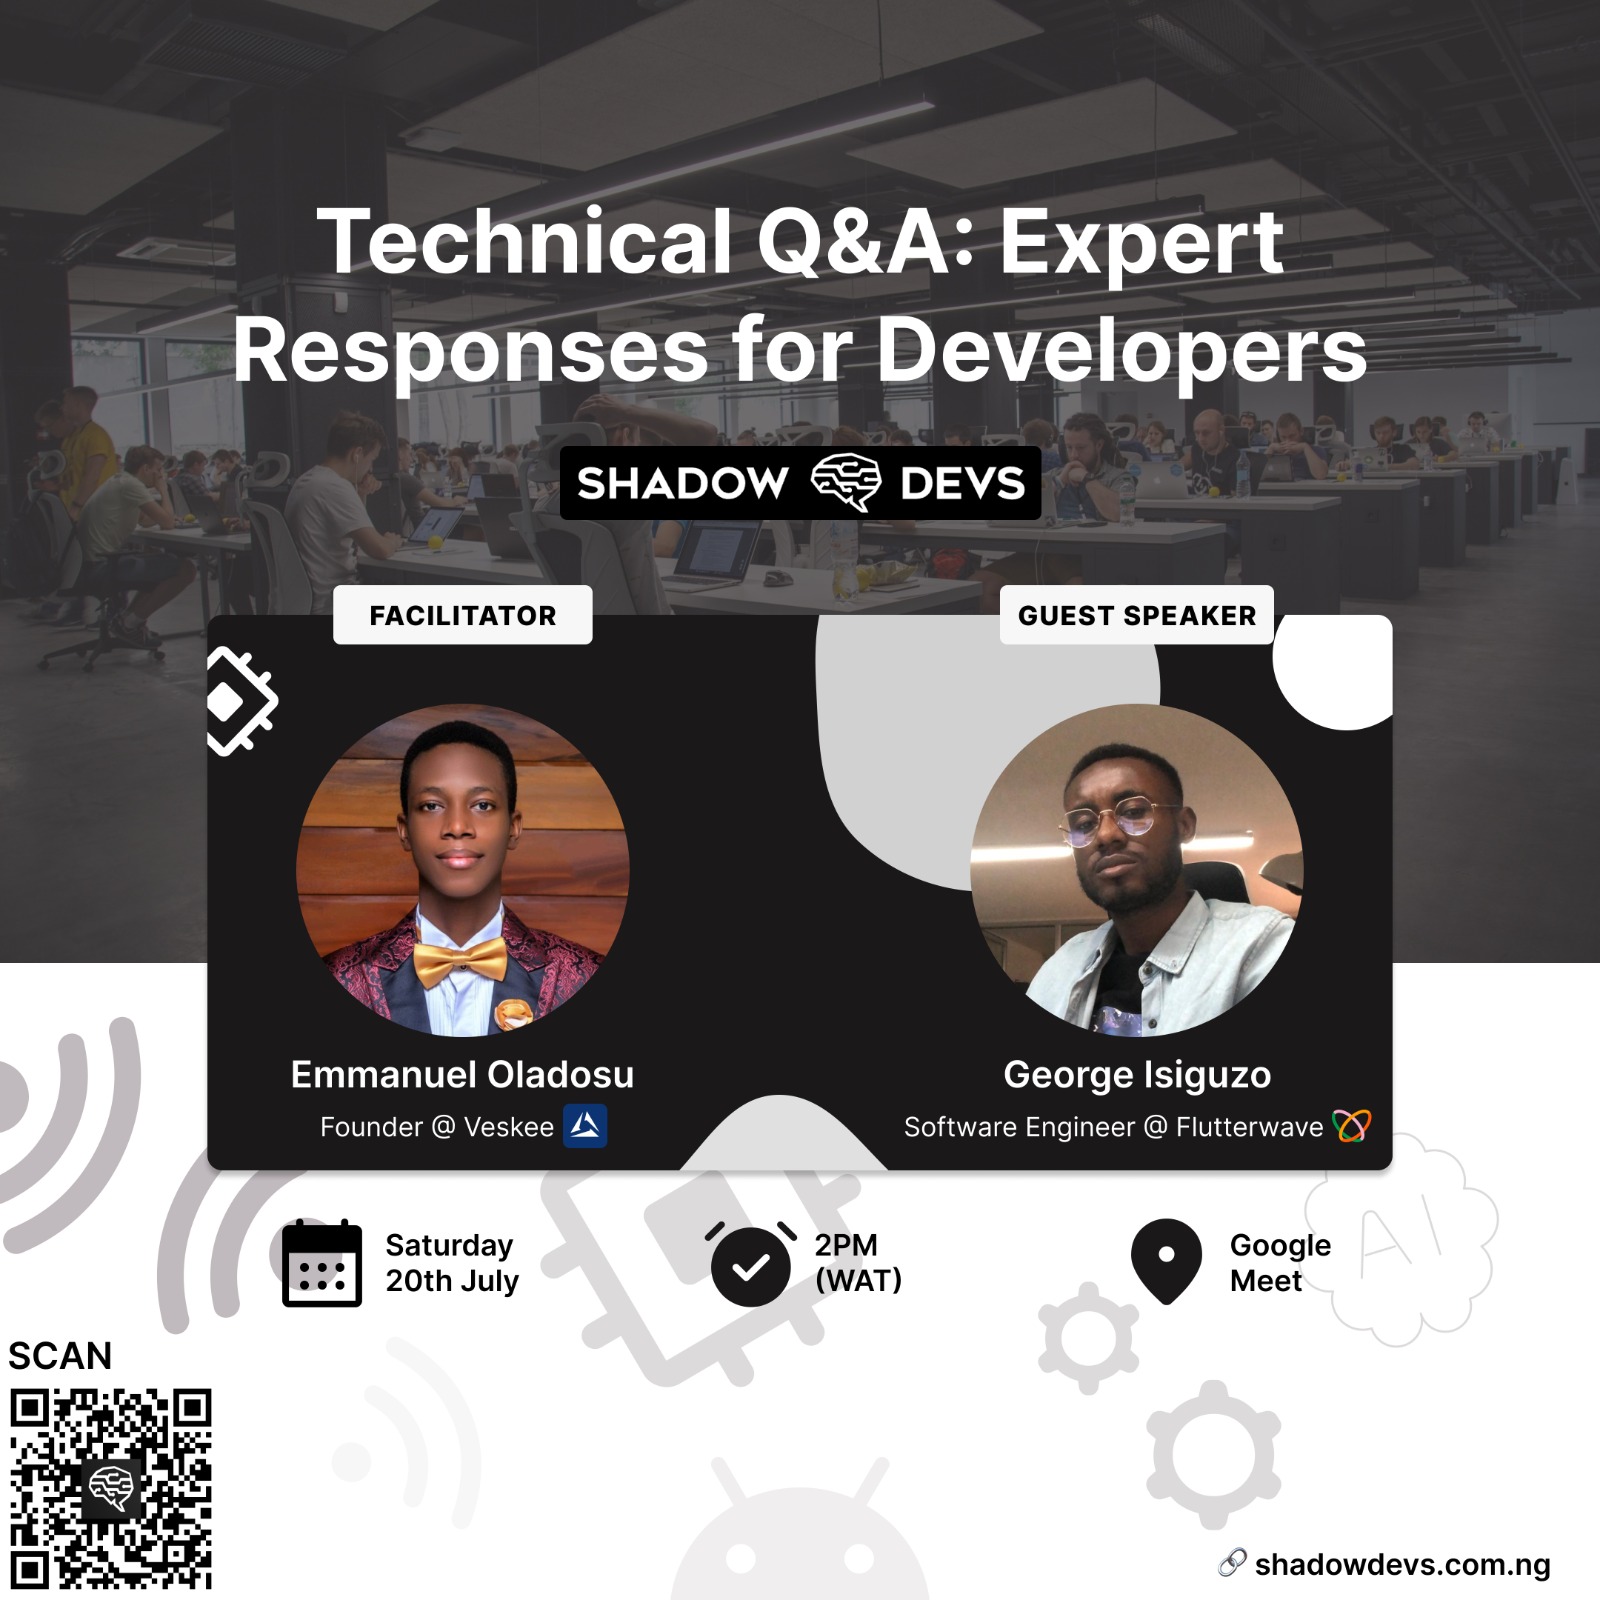 Technical Q&A: Expert
Responses for Developers
SHADOW DEVS
FACILITATOR
GUEST SPEAKER
Emmanuel Oladosu
Founder @ Veskee
George Isiguzo
Software Engineer @ Flutterwave
Saturday
20th July
2PM
(WAT)
Google
Meet
AI
SCAN
shadowdevs.com.ng